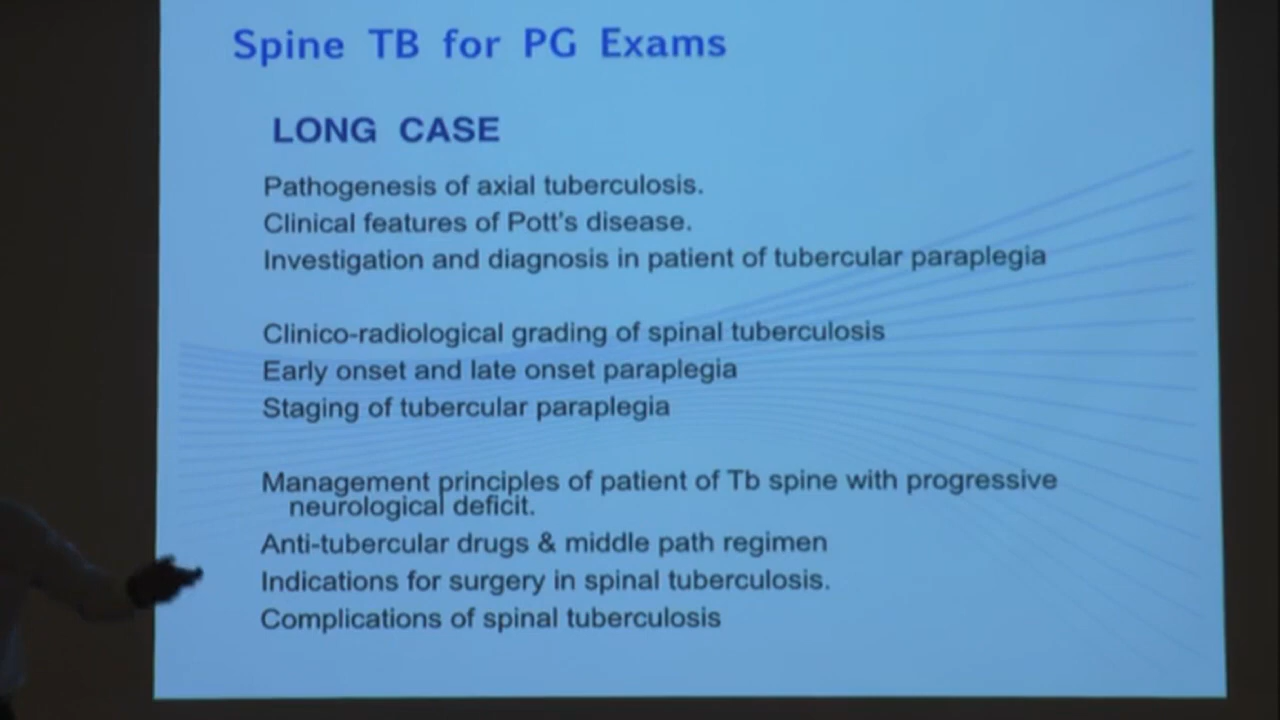 Spine TB for PG Exams
LONG CASE
Pathogenesis of axial tuberculosis.
Clinical features of Pott's disease.
Investigation and diagnosis in patient of tubercular paraplegia
Clinico-radiological grading of spinal tuberculosis
Early onset and late onset paraplegia
Staging of tubercular paraplegia
Management principles of patient of Tb spine with progressive
neurological deficit.
Anti-tubercular drugs & middle path regimen
Indications for surgery in spinal tuberculosis.
Complications of spinal tuberculosis